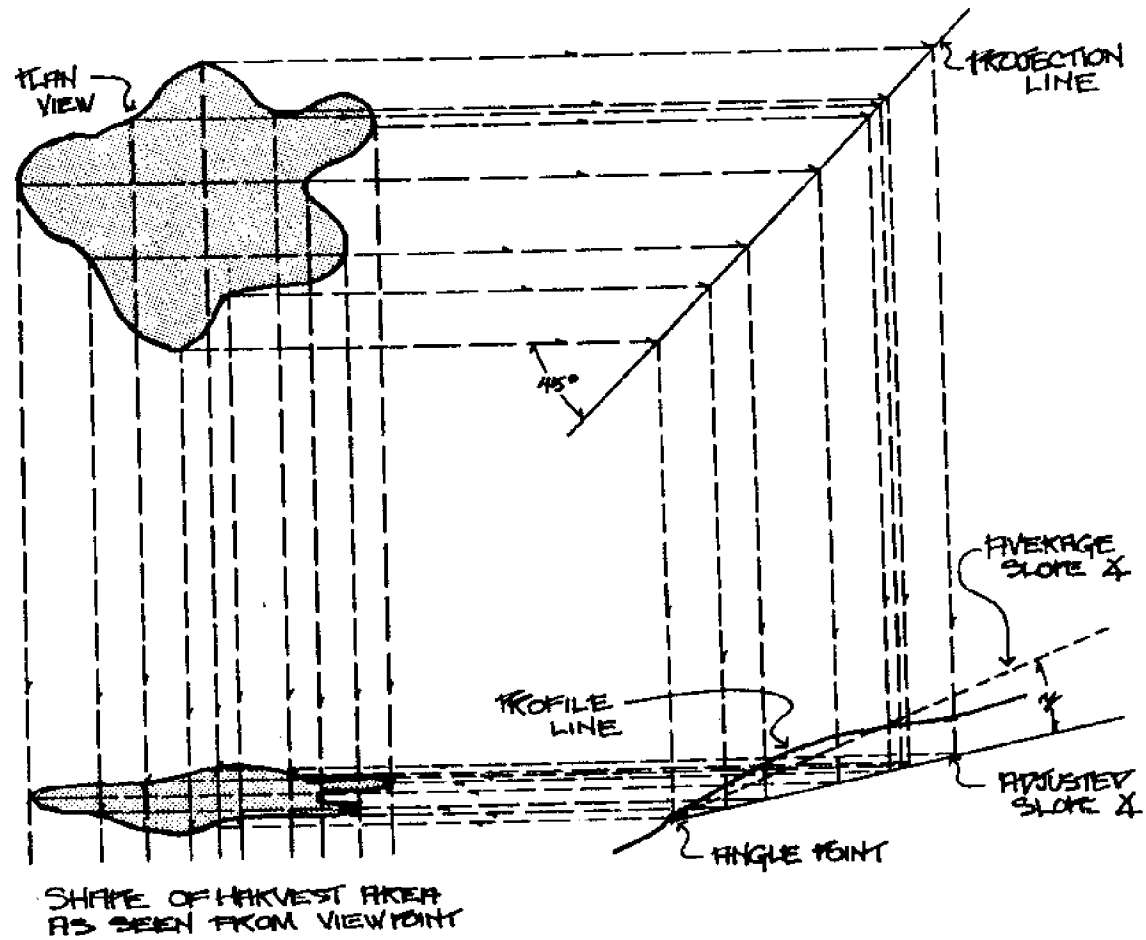 PLAN
VIEW
PROJECTION
LINE
45°
AVERAGE
SLOPE ∡
PROFILE
LINE
ADJUSTED
SLOPE ∡
ANGLE POINT
SHAPE OF HARVEST AREA
AS SEEN FROM VIEWPOINT